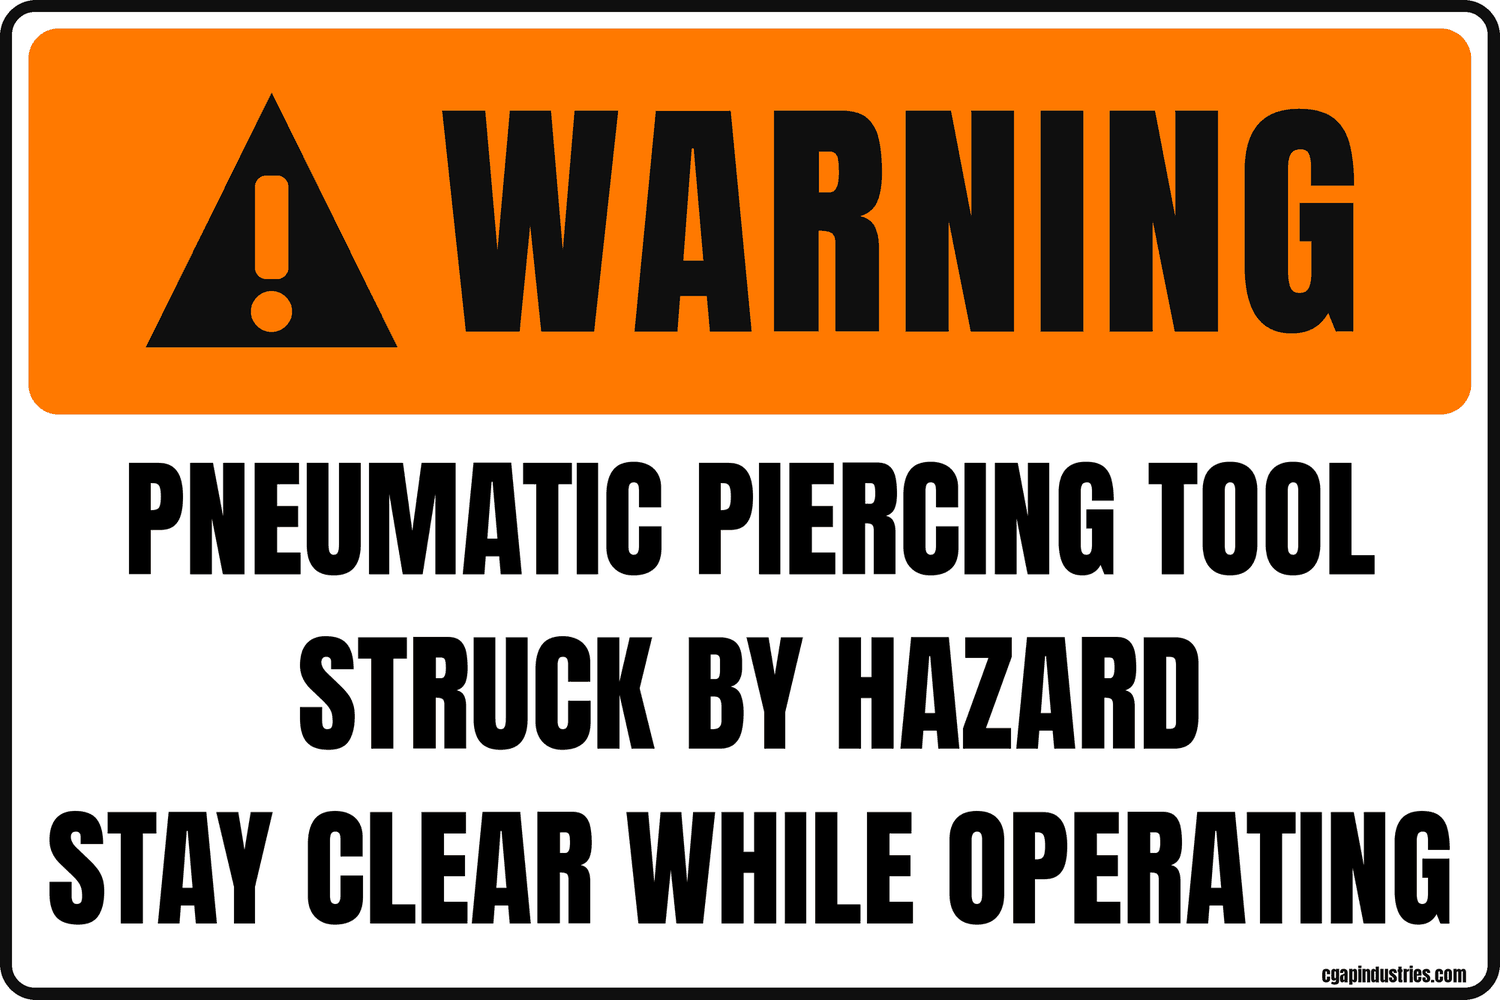 WARNING
PNEUMATIC PIERCING TOOL
STRUCK BY HAZARD
STAY CLEAR WHILE OPERATING
cgapindustries.com